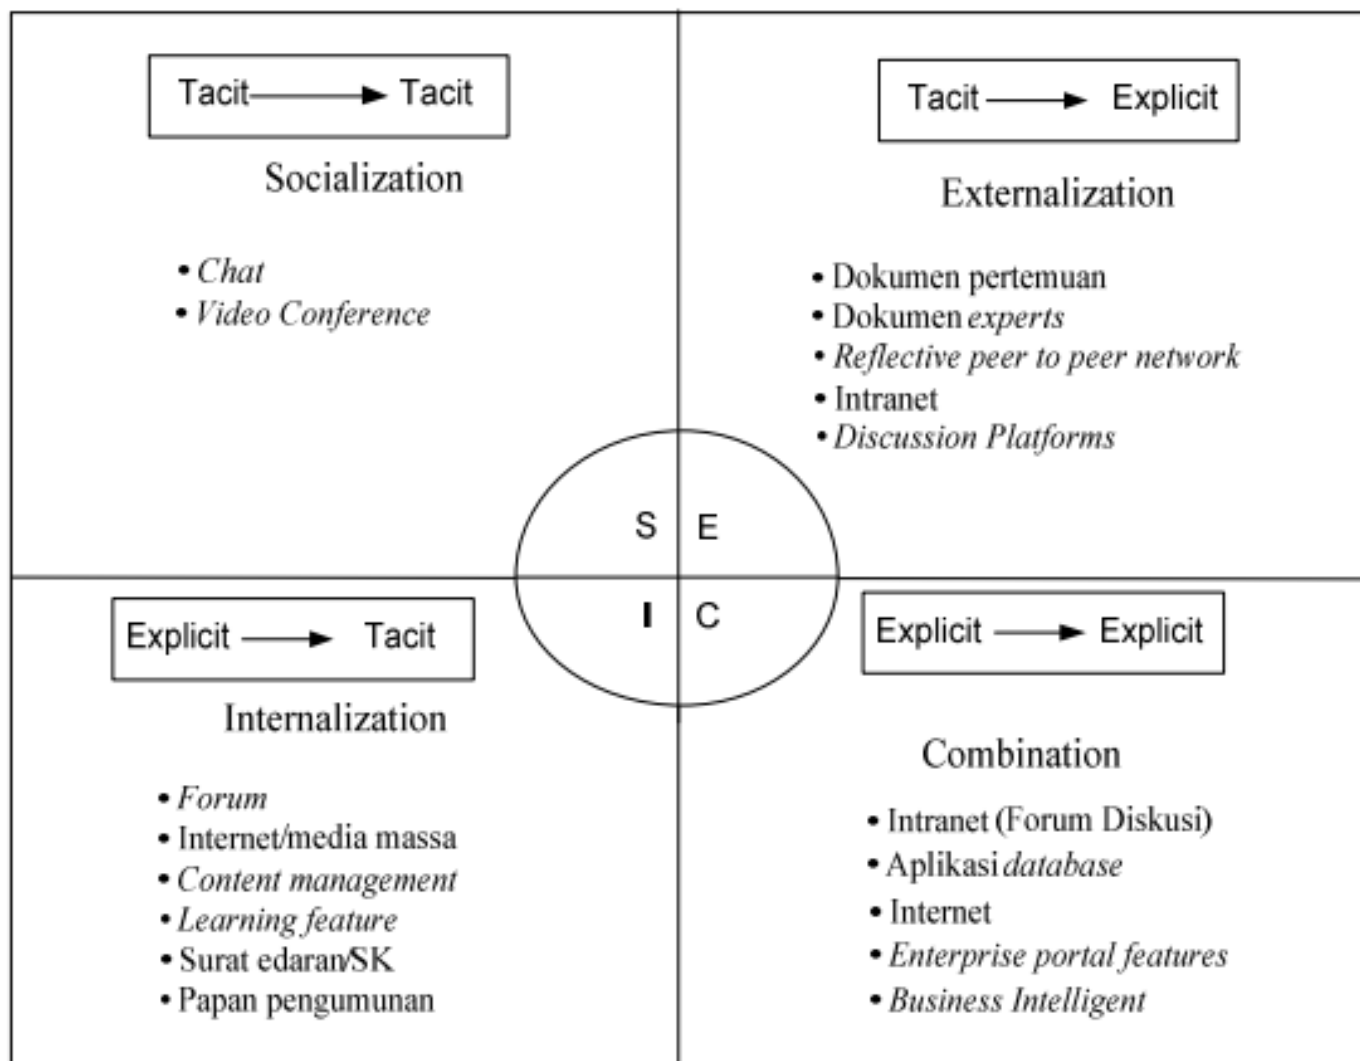 Tacit → Tacit
Socialization
• Chat
• Video Conference
Tacit → Explicit
Externalization
• Dokumen pertemuan
• Dokumen experts
• Reflective peer to peer network
• Intranet
• Discussion Platforms
S E
I C
Explicit → Tacit
Internalization
• Forum
• Internet/media massa
• Content management
• Learning feature
• Surat edaran/SK
• Papan pengumunan
Explicit → Explicit
Combination
• Intranet (Forum Diskusi)
• Aplikasi database
• Internet
• Enterprise portal features
• Business Intelligent